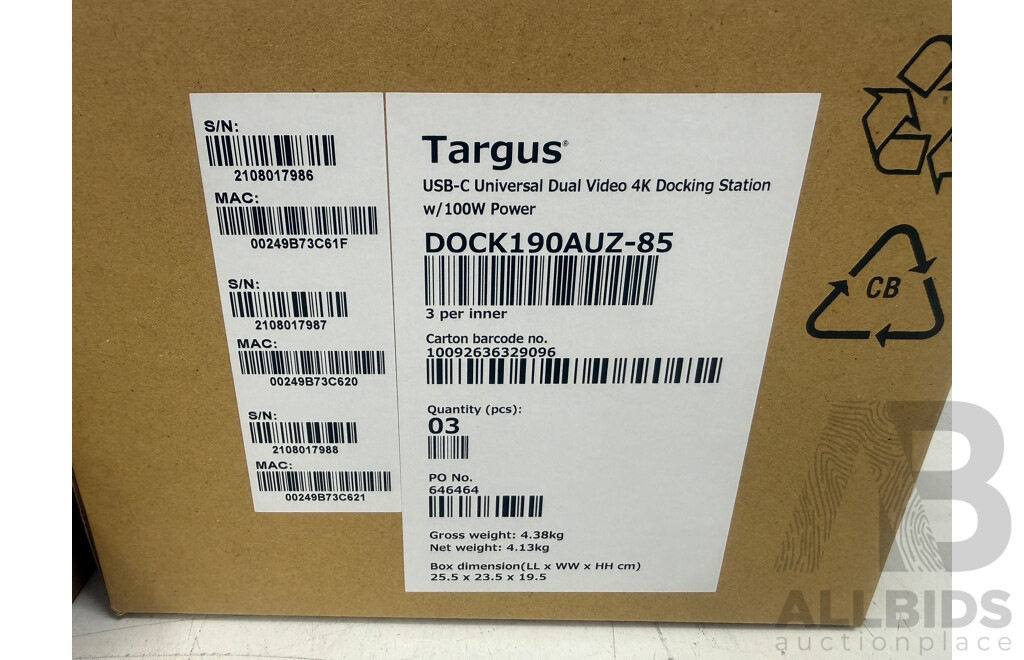 S/N:
2108017986
MAC:
00249B73C61F
S/N:
2108017987
MAC:
00249B73C620
S/N:
2108017988
MAC:
00249B73C621
Targus®
USB-C Universal Dual Video 4K Docking Station
w/100W Power
DOCK190AUZ-85
3 per inner
Carton barcode no.
10092636329096
Quantity (pcs):
03
PO No.
646464
Gross weight: 4.38kg
Net weight: 4.13kg
Box dimension(LL x WW x HH cm)
25.5 x 23.5 x 19.5
CB
AB
ALLBIDS
auctionplace